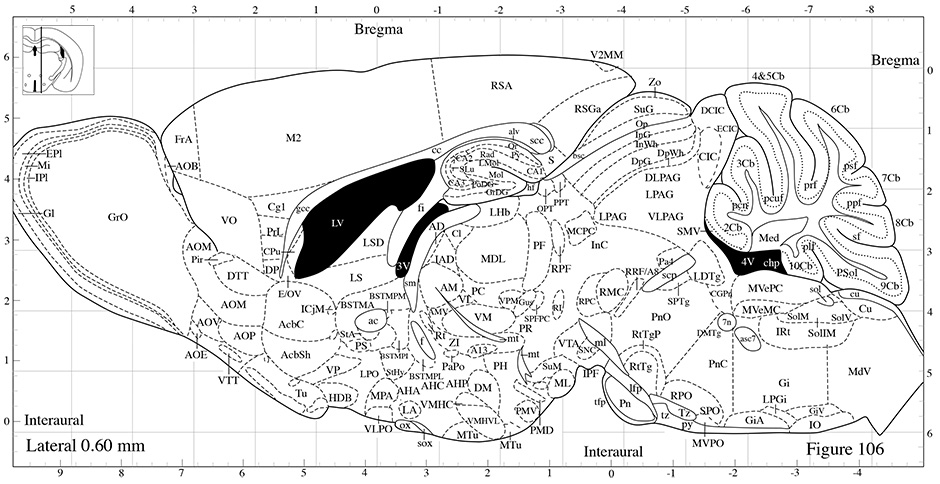 5 4 3 2 1 0 -1 -2 -3 -4 -5 -6 -7 -8
Bregma
V2MM
6
Bregma
0
RSA
Zo
4&5Cb
RSGa
SuG
DCIC
6Cb
5
FrA
M2
alv
scc
Op
ECIC
1
Or
InG
cc
Py
S
bsc
InWh
EPl
CA2
Rad
DpWh
CIC
3Cb
psf
Mi
AOB
SLu
LMol
CA1
DpG
7Cb
IPl
Mol
DLPAG
4
CA3
PoDG
hf
LPAG
pcuf
prf
2
GrDG
pcn
ppf
Gl
GrO
VO
Cg1
gcc
LV
fi
LHb
OPT
PPT
LPAG
VLPAG
8Cb
AD
MCPC
SMV
2Cb
sf
PrL
Cl
Med
3
AOM
CPu
LSD
IAD
MDL
PF
InC
plf
3
Pir
DP
3V
RPF
Pa4
4V chp
10Cb
PSol
DTT
LS
sm
RRF/A8
scp
LDTg
9Cb
E/OV
BSTMPM
AM
PC
RMC
MVePC
sol
cu
2
AOM
ICjM
BSTMA
VL
VPM
Gus
RI
RPC
SPTg
CGPn
Cu
4
AMV
VM
SPFPC
PnO
MVeMC
SolM
SolV
AOV
AcbC
ac
PR
7n
StA
Rt
DMTg
IRt
SolIM
AOP
PS
f
ZI
mt
VTA
SNC
ml
RtTgP
asc7
AOE
AcbSh
BSTMPI
A13
mt
1
VP
PaPo
PH
SuM
RtTg
PnC
MdV
5
VTT
LPO
StHy
BSTMPL
IPF
Gi
Tu
AHC
AHP
DM
ML
lfp
RPO
HDB
MPA
AHA
tfp
Pn
LPGi
LA
VMHC
PMV
tz
Tz
SPO
GiV
0
Interaural
VLPO
ox
VMHVL
PMD
py
GiA
IO
6
sox
MTu
MTu
MVPO
Lateral 0.60 mm
Interaural
Figure 106
9 8 7 6 5 4 3 2 1 0 -1 -2 -3 -4